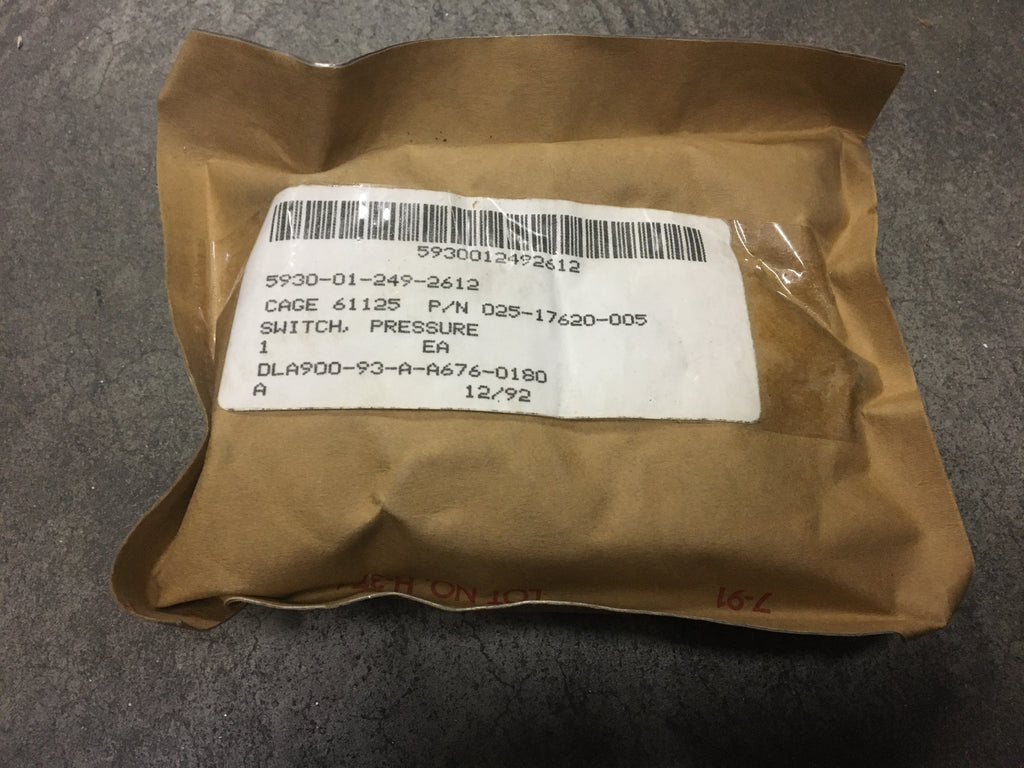 5930012492612
5930-01-249-2612
CAGE 61125 P/N 025-17620-005
SWITCH, PRESSURE
1 EA
DLA900-93-A-A676-0180
A 12/92
LOT NO. H
7-91